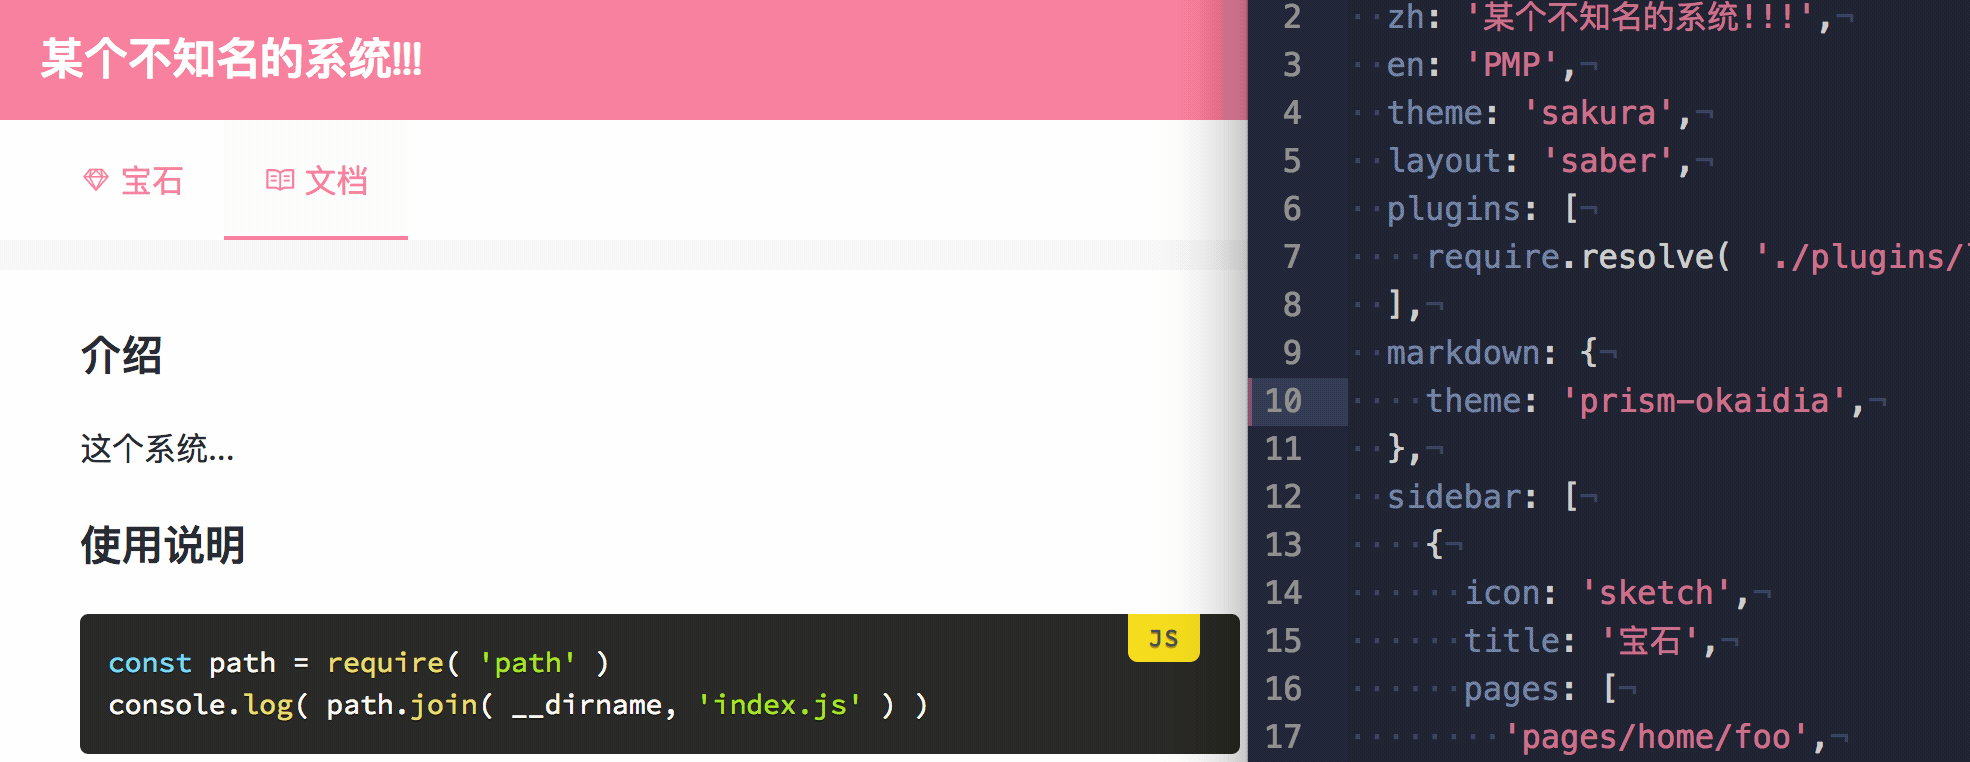 某个不知名的系统!!!
宝石
文档
介绍
这个系统...
使用说明
JS
const path = require( 'path' )
console.log( path.join( __dirname, 'index.js' ) )
2 zh: '某个不知名的系统!!!',
3 en: 'PMP',
4 theme: 'sakura',
5 layout: 'saber',
6 plugins: [
7 require.resolve( './plugins/
8 ],
9 markdown: {
10 theme: 'prism-okaidia',
11 },
12 sidebar: [
13 {
14 icon: 'sketch',
15 title: '宝石',
16 pages: [
17 'pages/home/foo',